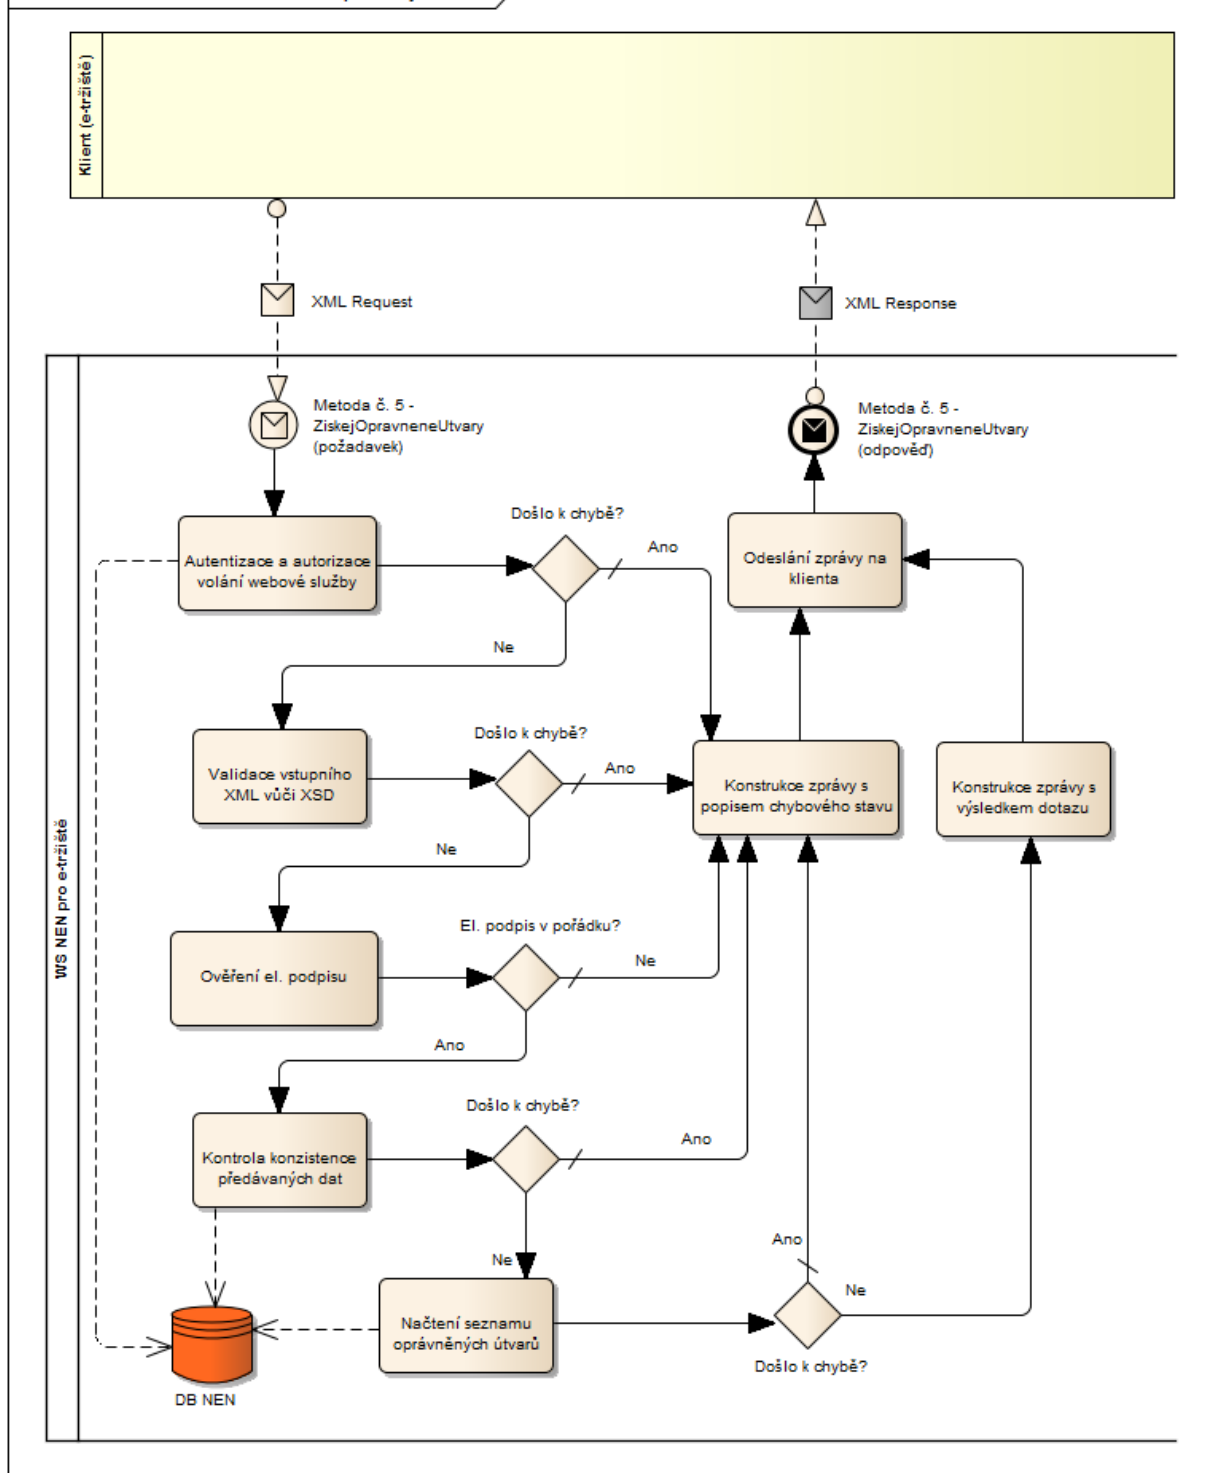 Klient (e-tržiště)
XML Request
XML Response
WS NEN pro e-tržiště
Metoda č. 5 -
ZiskejOpravneneUtvary
(požadavek)
Metoda č. 5 -
ZiskejOpravneneUtvary
(odpověď)
Autentizace a autorizace
volání webové služby
Došlo k chybě?
Ano
Ne
Odeslání zprávy na
klienta
Validace vstupního
XML vůči XSD
Došlo k chybě?
Ano
Ne
Konstrukce zprávy s
popisem chybového stavu
Konstrukce zprávy s
výsledkem dotazu
Ověření el. podpisu
El. podpis v pořádku?
Ne
Ano
Kontrola konzistence
předávaných dat
Došlo k chybě?
Ano
Ne
Načtení seznamu
oprávněných útvarů
Ano
Ne
Došlo k chybě?
DB NEN